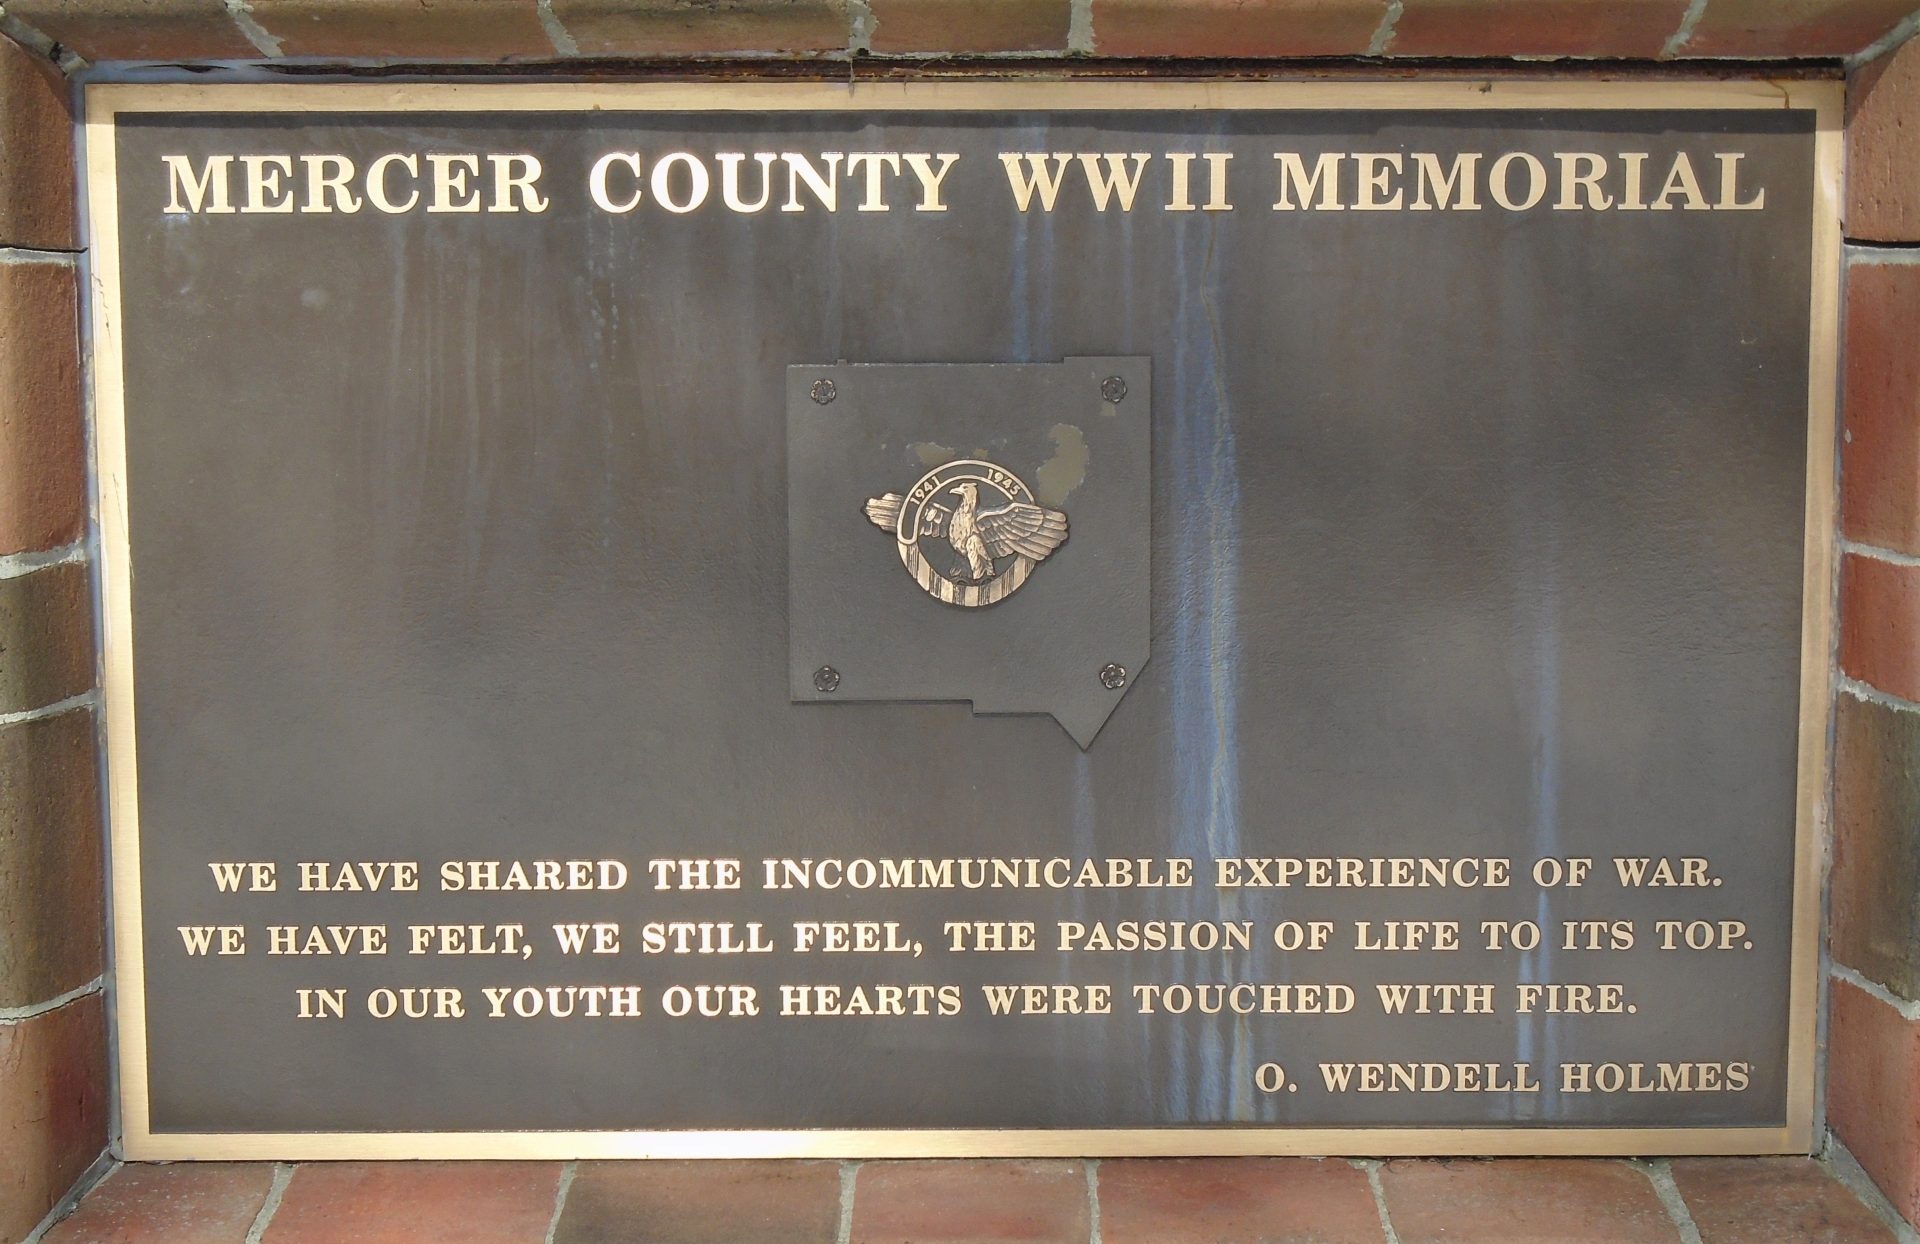 MERCER COUNTY WWII MEMORIAL
1941 1945
WE HAVE SHARED THE INCOMMUNICABLE EXPERIENCE OF WAR.
WE HAVE FELT, WE STILL FEEL, THE PASSION OF LIFE TO ITS TOP.
IN OUR YOUTH OUR HEARTS WERE TOUCHED WITH FIRE.
O. WENDELL HOLMES